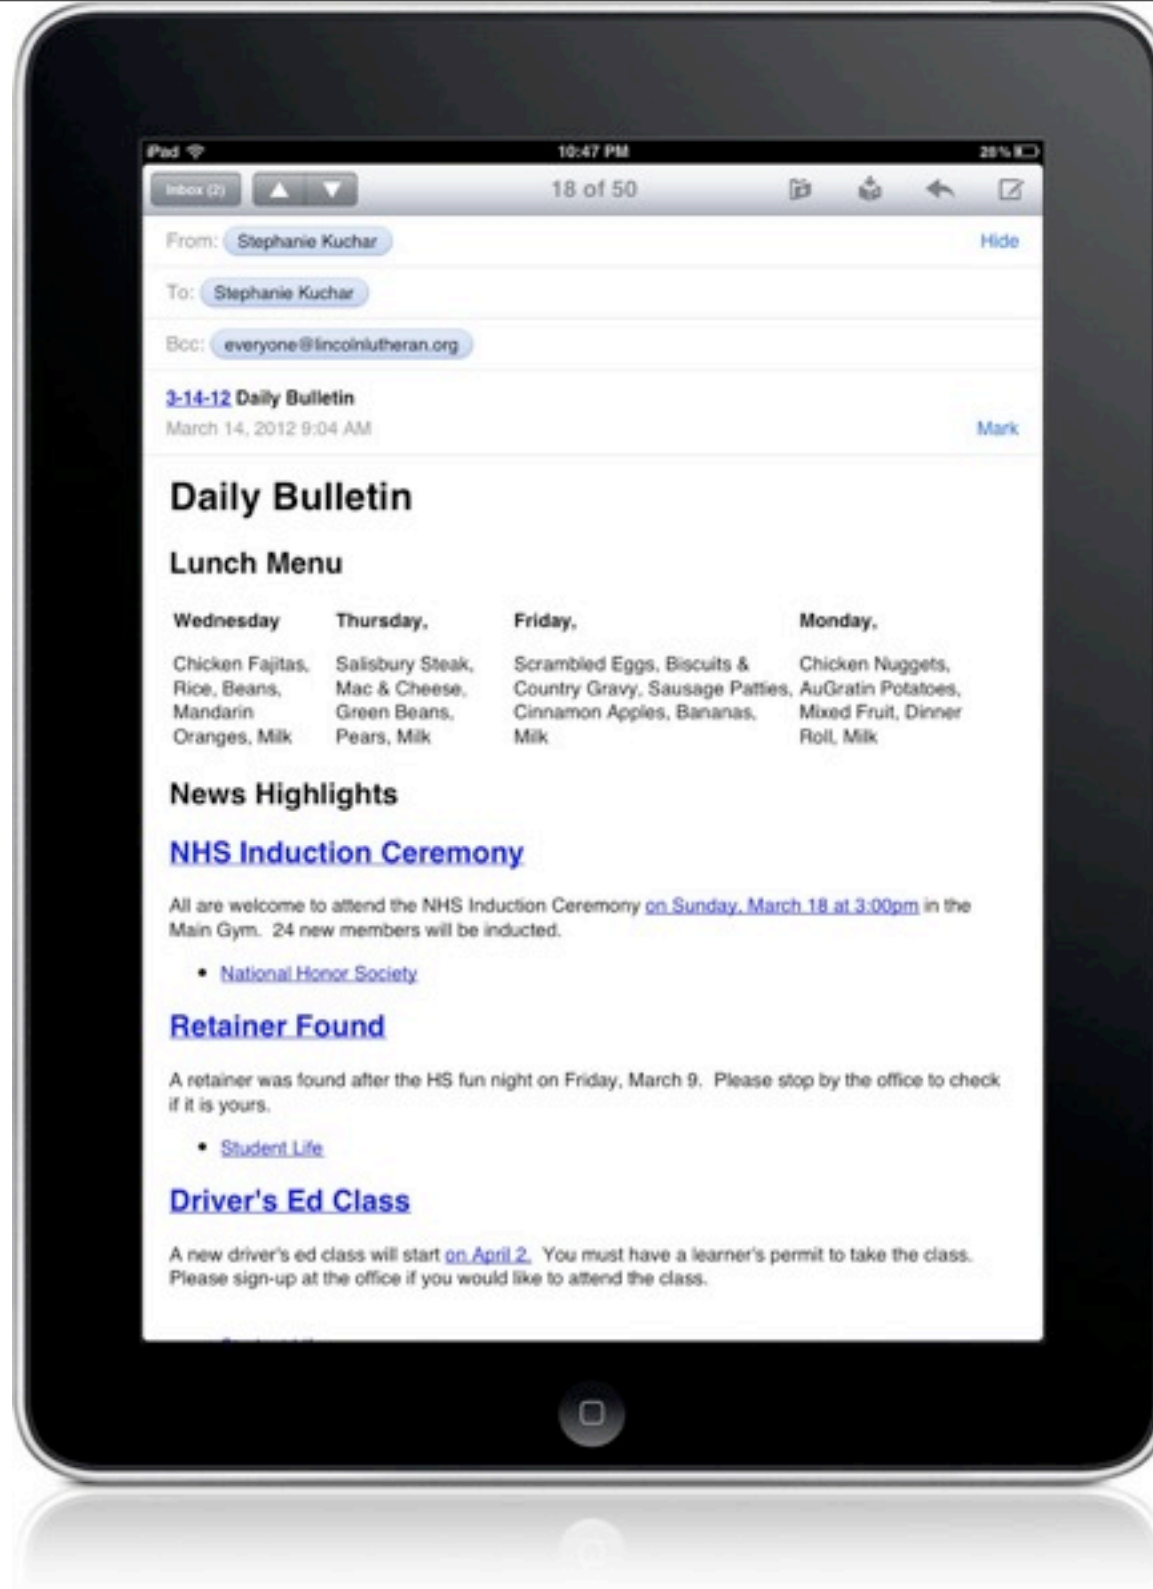 iPad 10:47 PM 28%
Inbox (2) 18 of 50
From: Stephanie Kuchar Hide
To: Stephanie Kuchar
Bcc: everyone@lincolnlutheran.org
3-14-12 Daily Bulletin
March 14, 2012 9:04 AM Mark
Daily Bulletin
Lunch Menu
Wednesday
Chicken Fajitas,
Rice, Beans,
Mandarin
Oranges, Milk
Thursday,
Salisbury Steak,
Mac & Cheese,
Green Beans,
Pears, Milk
Friday,
Scrambled Eggs, Biscuits &
Country Gravy, Sausage Patties,
Cinnamon Apples, Bananas,
Milk
Monday,
Chicken Nuggets,
AuGratin Potatoes,
Mixed Fruit, Dinner
Roll, Milk
News Highlights
NHS Induction Ceremony
All are welcome to attend the NHS Induction Ceremony on Sunday, March 18 at 3:00pm in the
Main Gym. 24 new members will be inducted.
• National Honor Society
Retainer Found
A retainer was found after the HS fun night on Friday, March 9. Please stop by the office to check
if it is yours.
• Student Life
Driver's Ed Class
A new driver's ed class will start on April 2. You must have a learner's permit to take the class.
Please sign-up at the office if you would like to attend the class.